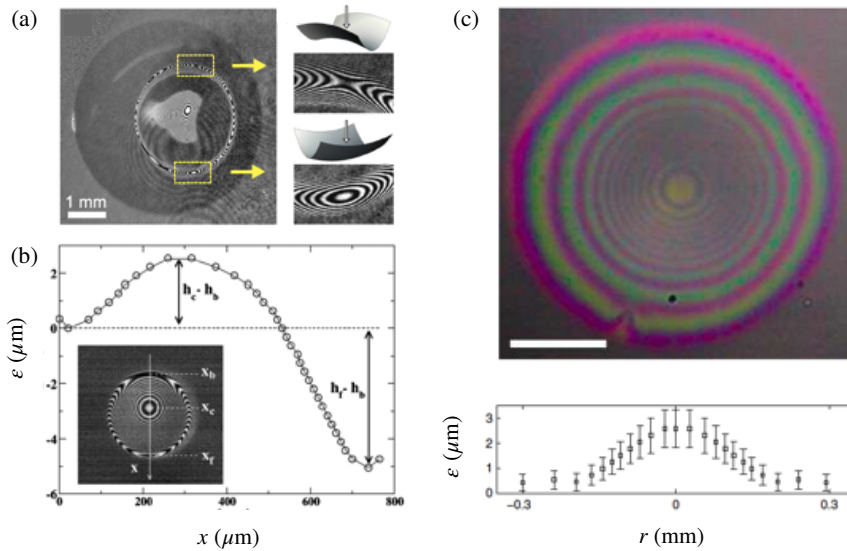 (a)
1 mm
(b)
2
0
-2
-4
-6
0
200
400
600
800
h_c - h_b
h_f - h_b
x_b
x_c
x_f
x
ε (μm)
x (μm)
(c)
3
2
1
0
−0.3
0
0.3
ε (μm)
r (mm)